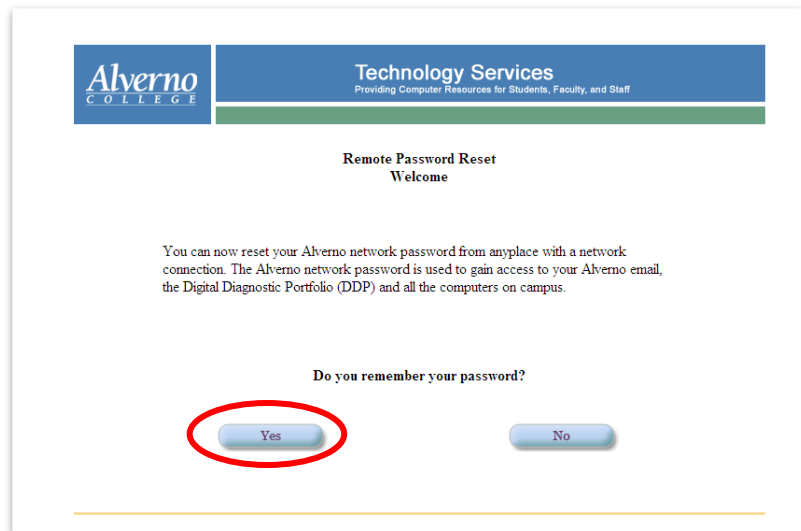 Alverno
COLLEGE
Technology Services
Providing Computer Resources for Students, Faculty, and Staff
Remote Password Reset
Welcome
You can now reset your Alverno network password from anyplace with a network
connection. The Alverno network password is used to gain access to your Alverno email,
the Digital Diagnostic Portfolio (DDP) and all the computers on campus.
Do you remember your password?
Yes
No